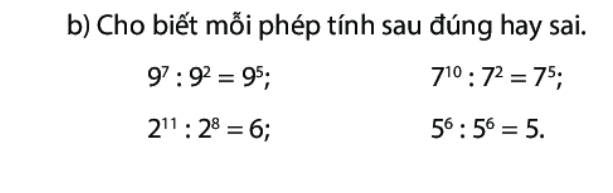 b) Cho biết mỗi phép tính sau đúng hay sai.
9⁷ : 9² = 9⁵; 7¹⁰ : 7² = 7⁵;
2¹¹ : 2⁸ = 6; 5⁶ : 5⁶ = 5.